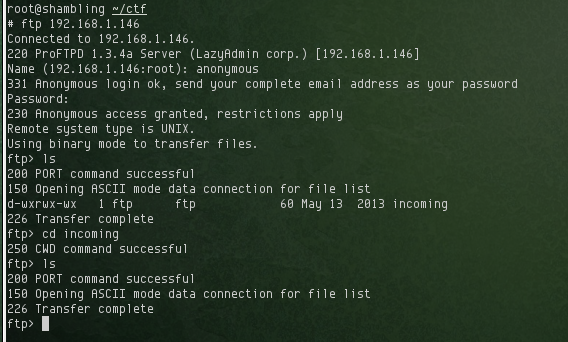 root@shambling ~/ctf
# ftp 192.168.1.146
Connected to 192.168.1.146.
220 ProFTPD 1.3.4a Server (LazyAdmin corp.) [192.168.1.146]
Name (192.168.1.146:root): anonymous
331 Anonymous login ok, send your complete email address as your password
Password:
230 Anonymous access granted, restrictions apply
Remote system type is UNIX.
Using binary mode to transfer files.
ftp> ls
200 PORT command successful
150 Opening ASCII mode data connection for file list
d-wxrwx-wx   1 ftp      ftp            60 May 13  2013 incoming
226 Transfer complete
ftp> cd incoming
250 CWD command successful
ftp> ls
200 PORT command successful
150 Opening ASCII mode data connection for file list
226 Transfer complete
ftp>